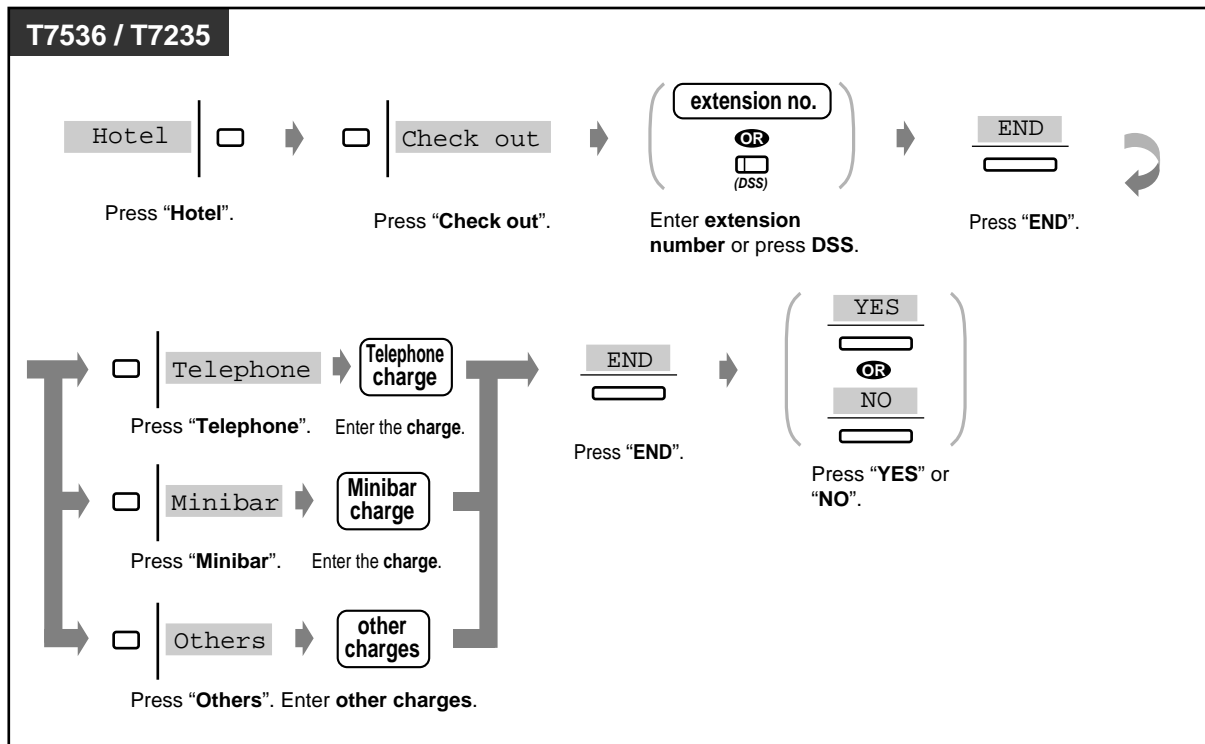 T7536 / T7235
Hotel
Check out
extension no.
OR
(DSS)
END
Press “Hotel”.
Press “Check out”.
Enter extension
number or press DSS.
Press “END”.
Telephone
Telephone
charge
Press “Telephone”.
Enter the charge.
Minibar
Minibar
charge
Press “Minibar”.
Enter the charge.
Others
other
charges
Press “Others”. Enter other charges.
END
Press “END”.
YES
OR
NO
Press “YES” or
“NO”.